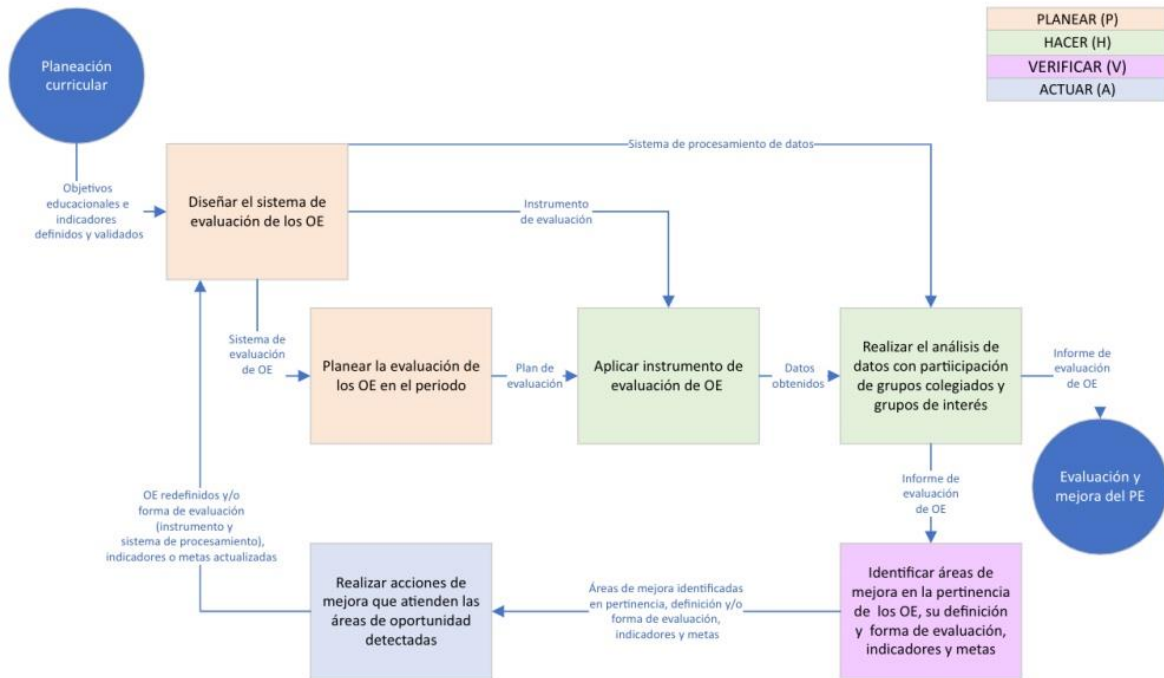 Planeación
curricular
PLANEAR (P)
HACER (H)
VERIFICAR (V)
ACTUAR (A)
Objetivos
educacionales e
indicadores
definidos y validados
Diseñar el sistema de
evaluación de los OE
Sistema de procesamiento de datos
Instrumento
de evaluación
Sistema de
evaluación
de OE
Planear la evaluación de
los OE en el periodo
Plan de
evaluación
Aplicar instrumento de
evaluación de OE
Datos
obtenidos
Realizar el análisis de
datos con participación
de grupos colegiados y
grupos de interés
Informe de
evaluación
de OE
Evaluación y
mejora del PE
Informe de
evaluación
de OE
Identificar áreas de
mejora en la pertinencia
de los OE, su definición
y forma de evaluación,
indicadores y metas
Áreas de mejora identificadas
en pertinencia, definición y/o
forma de evaluación,
indicadores y metas
Realizar acciones de
mejora que atienden las
áreas de oportunidad
detectadas
OE redefinidos y/o
forma de evaluación
(instrumento y
sistema de procesamiento),
indicadores o metas actualizadas